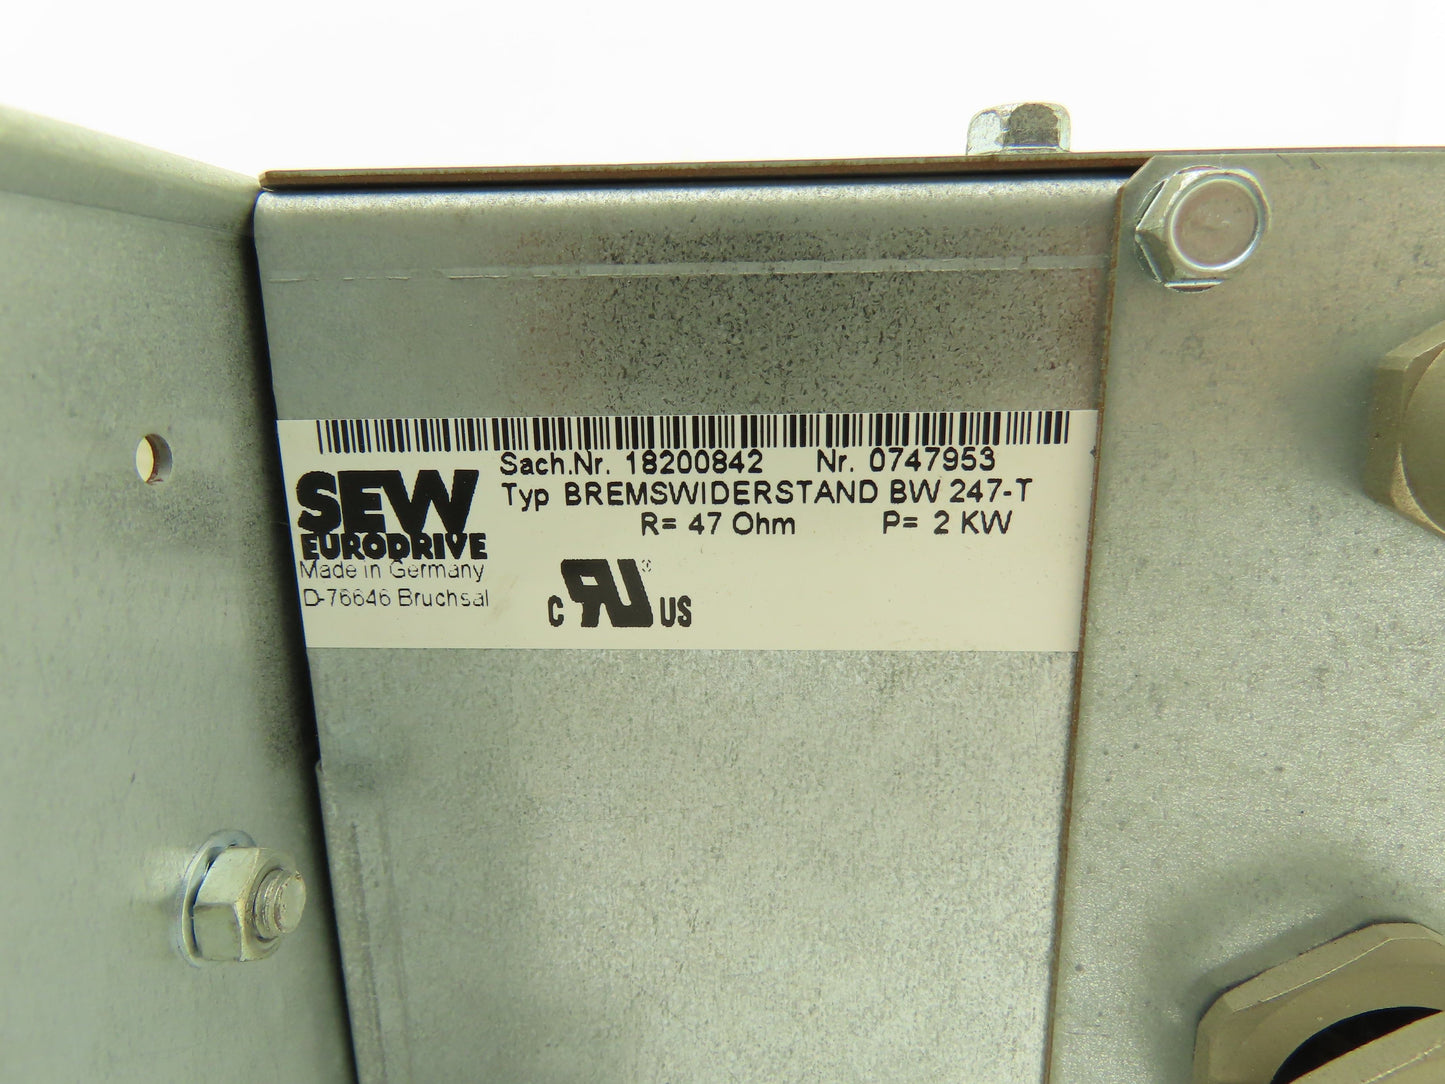 Sach.Nr. 18200842 Nr. 0747953
Typ BREMSWIDERSTAND BW 247-T
R= 47 Ohm P= 2 KW
SEW
EURODRIVE
Made in Germany
D-76646 Bruchsal
C RU® US